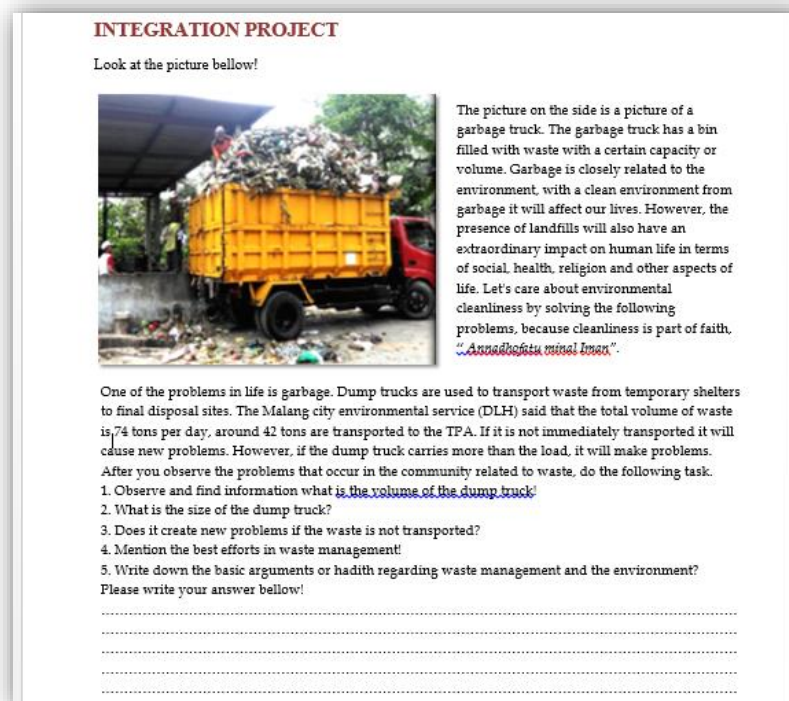 INTEGRATION PROJECT
Look at the picture bellow!
The picture on the side is a picture of a
garbage truck. The garbage truck has a bin
filled with waste with a certain capacity or
volume. Garbage is closely related to the
environment, with a clean environment from
garbage it will affect our lives. However, the
presence of landfills will also have an
extraordinary impact on human life in terms
of social, health, religion and other aspects of
life. Let's care about environmental
cleanliness by solving the following
problems, because cleanliness is part of faith,
" Annadhofatu minal Iman".
One of the problems in life is garbage. Dump trucks are used to transport waste from temporary shelters
to final disposal sites. The Malang city environmental service (DLH) said that the total volume of waste
is 74 tons per day, around 42 tons are transported to the TPA. If it is not immediately transported it will
cause new problems. However, if the dump truck carries more than the load, it will make problems.
After you observe the problems that occur in the community related to waste, do the following task.
1. Observe and find information what is the volume of the dump truck!
2. What is the size of the dump truck?
3. Does it create new problems if the waste is not transported?
4. Mention the best efforts in waste management!
5. Write down the basic arguments or hadith regarding waste management and the environment?
Please write your answer bellow!